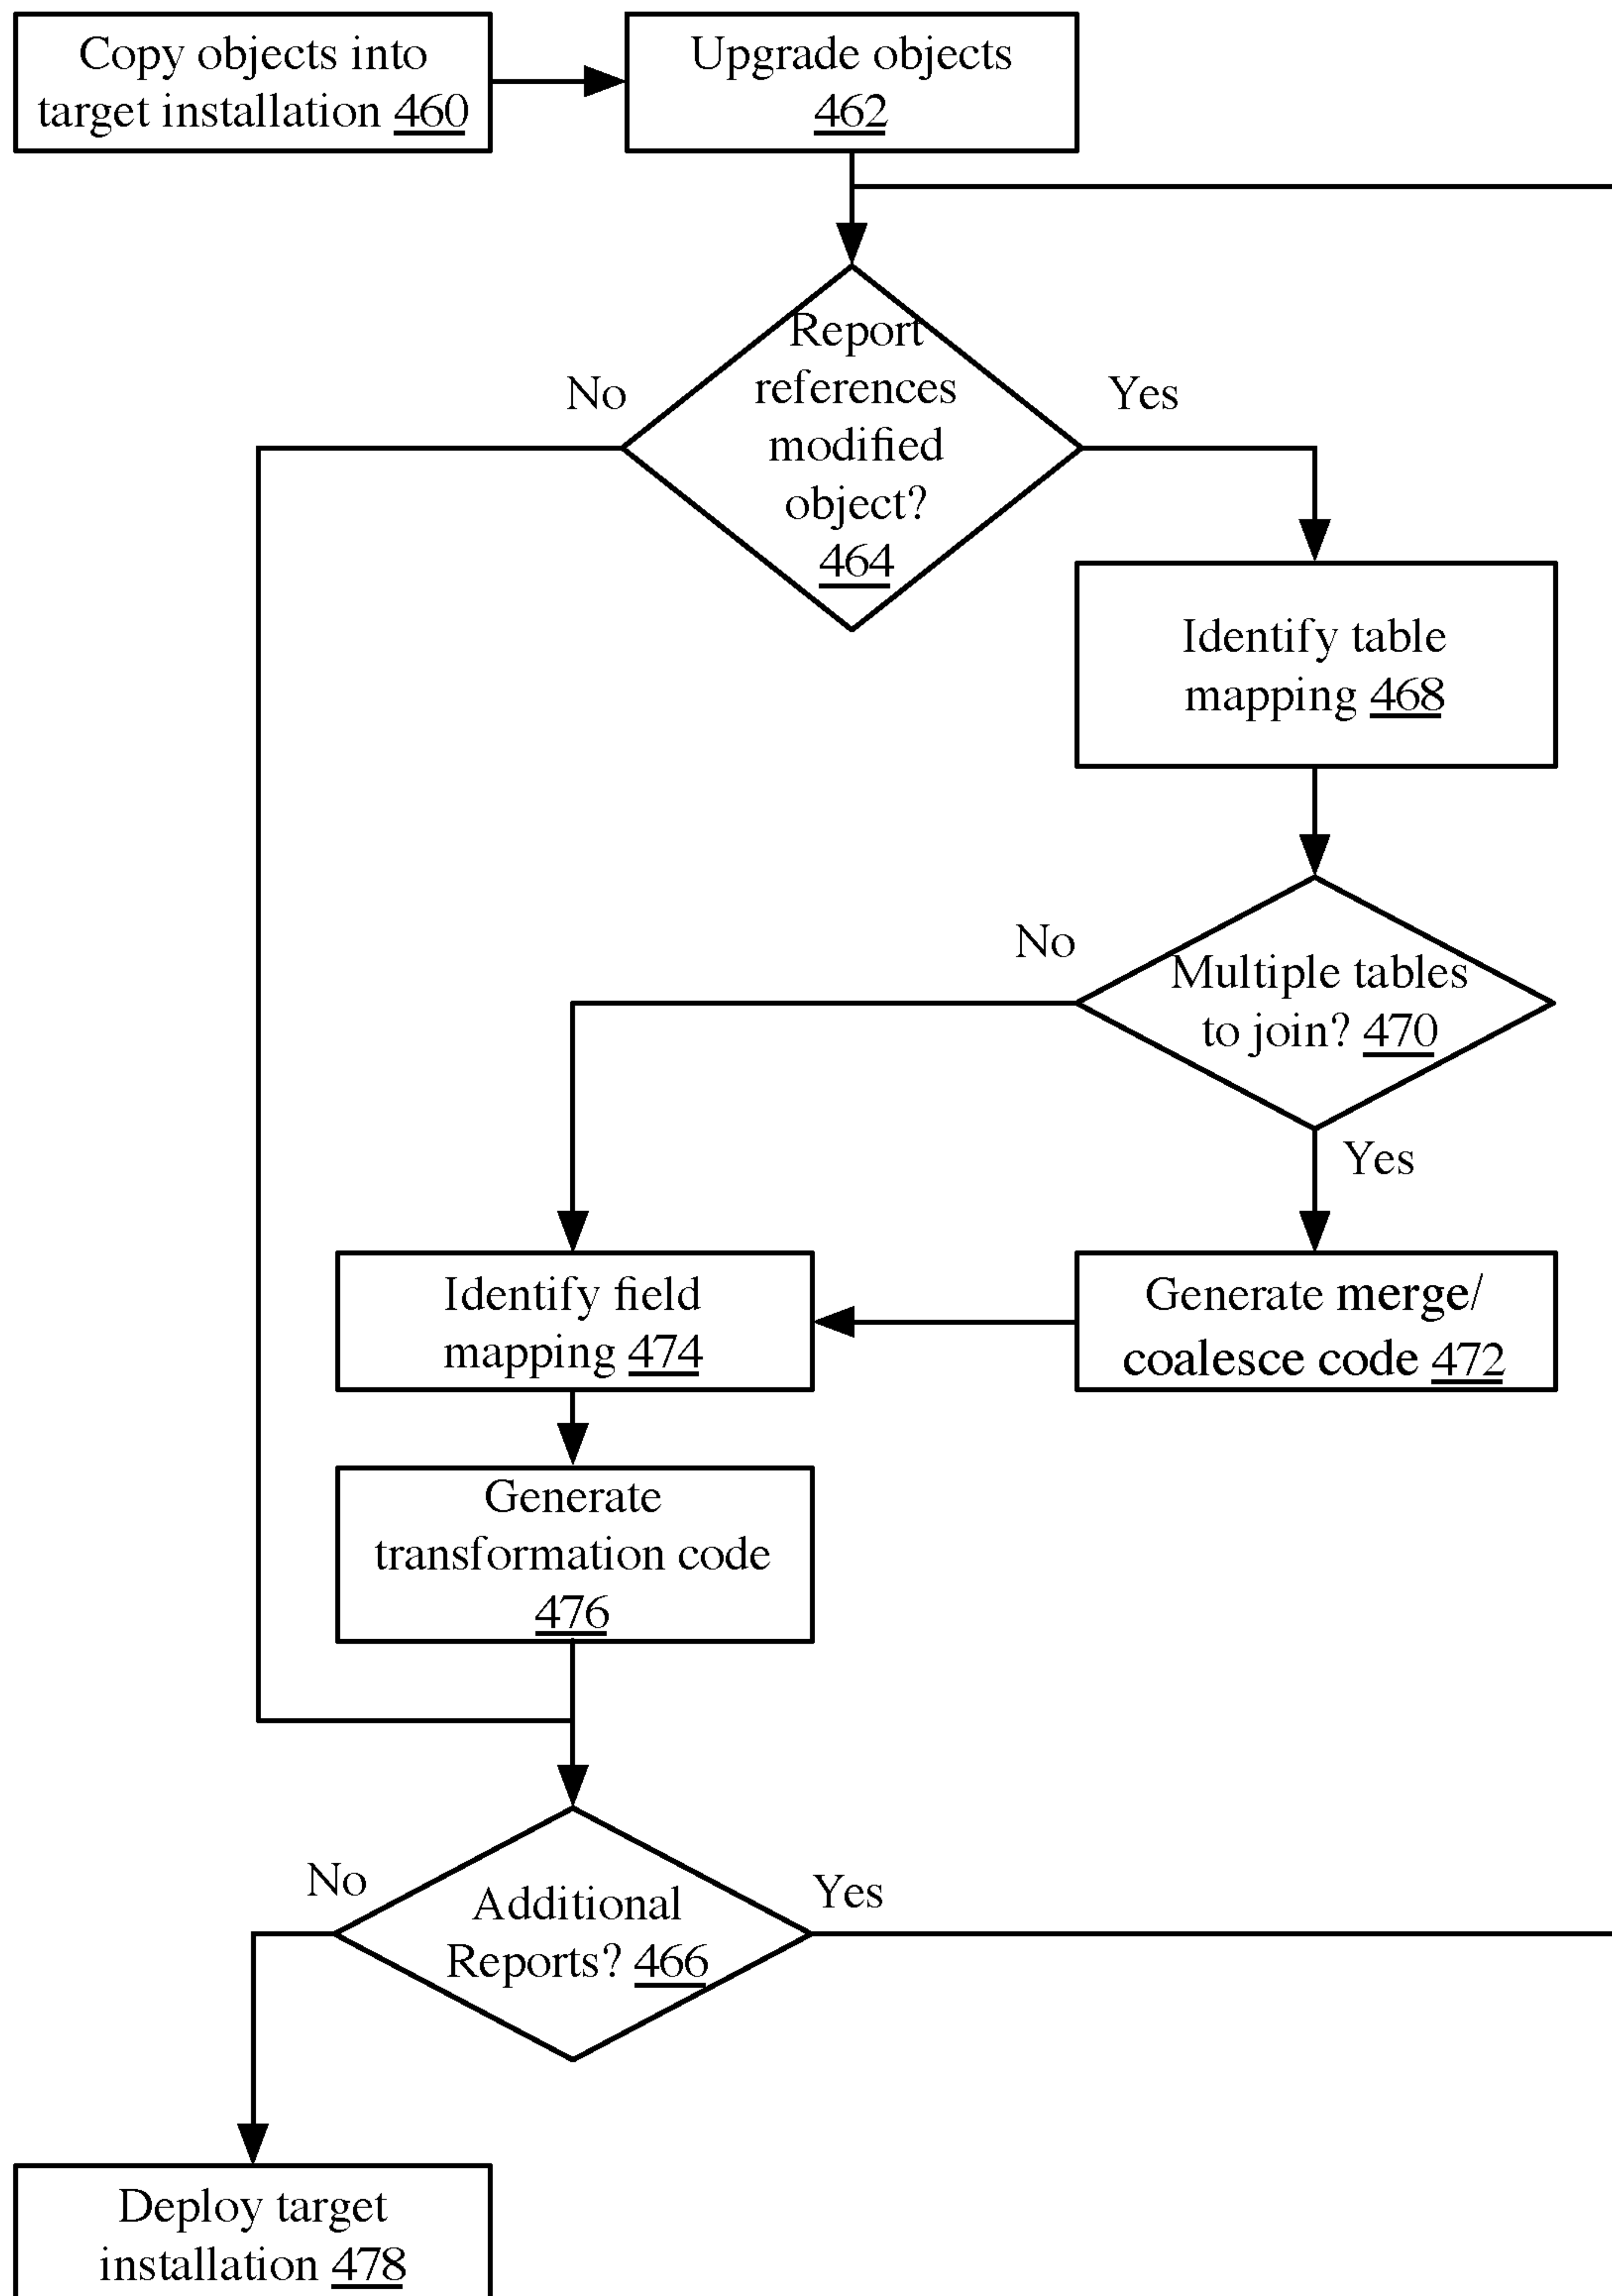 Copy objects into
target installation 460
Upgrade objects
462
Report
references
modified
object?
464
No
Yes
Identify table
mapping 468
No
Multiple tables
to join? 470
Yes
Identify field
mapping 474
Generate merge/
coalesce code 472
Generate
transformation code
476
No
Additional
Reports? 466
Yes
Deploy target
installation 478